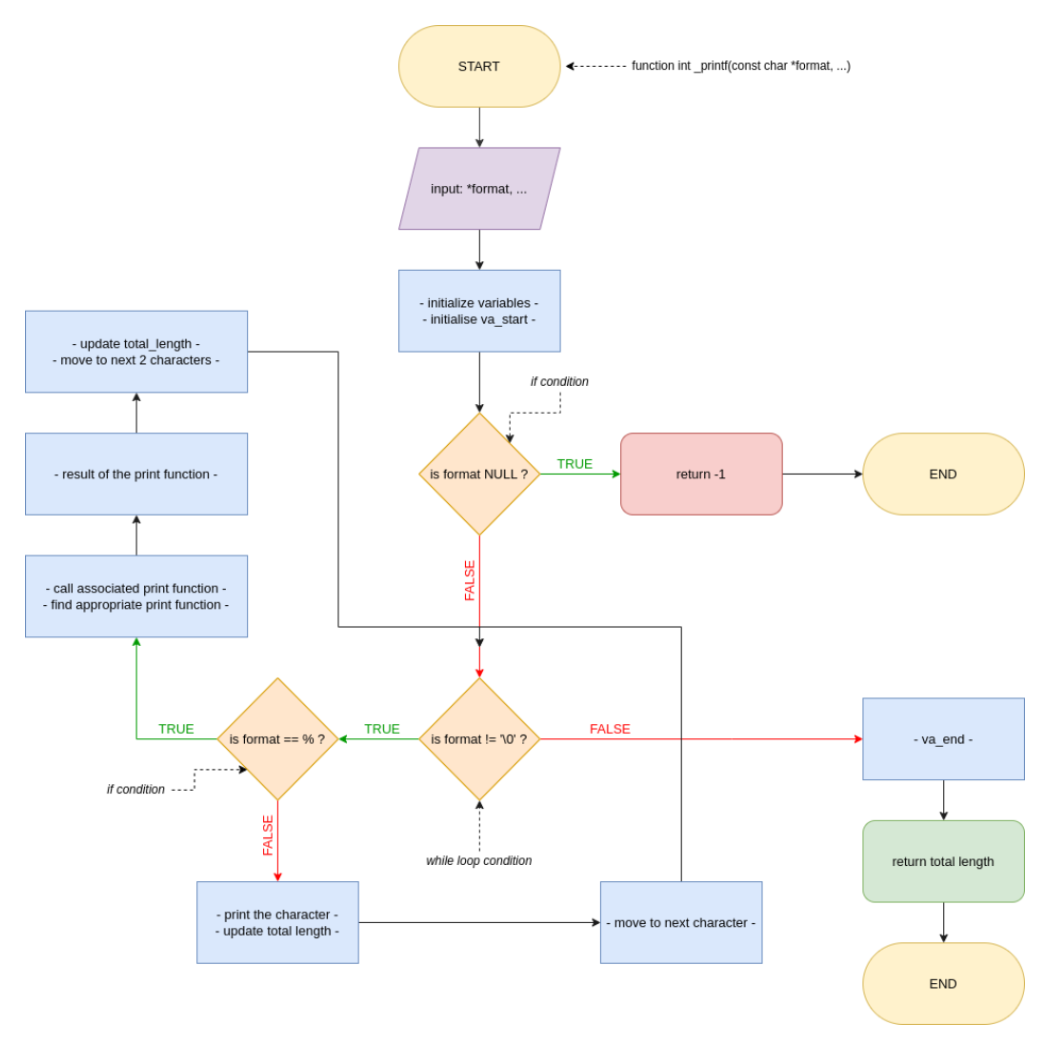 START
function int _printf(const char *format, ...)
input: *format, ...
- initialize variables -
- initialise va_start -
- update total_length -
- move to next 2 characters -
if condition
- result of the print function -
is format NULL ?
TRUE
return -1
END
FALSE
- call associated print function -
- find appropriate print function -
TRUE
is format == % ?
TRUE
is format != '\0' ?
FALSE
- va_end -
if condition
FALSE
while loop condition
return total length
- print the character -
- update total length -
- move to next character -
END